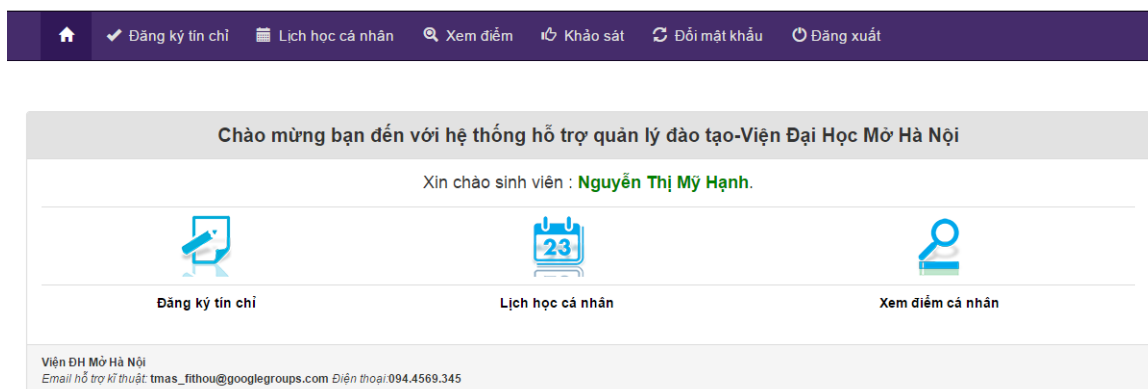 Đăng ký tín chỉ Lịch học cá nhân Xem điểm Khảo sát Đổi mật khẩu Đăng xuất
Chào mừng bạn đến với hệ thống hỗ trợ quản lý đào tạo-Viện Đại Học Mở Hà Nội
Xin chào sinh viên : Nguyễn Thị Mỹ Hạnh.
23
Đăng ký tín chỉ Lịch học cá nhân Xem điểm cá nhân
Viện ĐH Mở Hà Nội
Email hỗ trợ kĩ thuật: tmas_fithou@googlegroups.com Điện thoại:094.4569.345